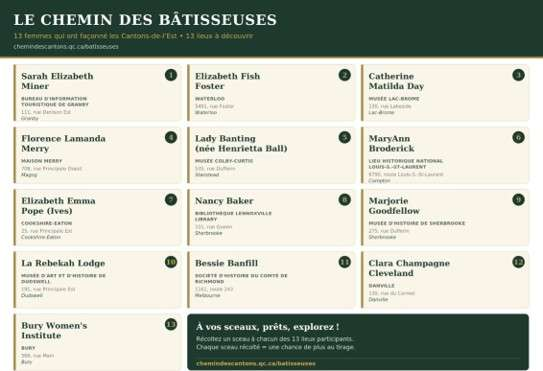 LE CHEMIN DES BÂTISSEUSES
13 femmes qui ont façonné les Cantons-de-l'Est • 13 lieux à découvrir
chemindescantons.qc.ca/batisseuses
1
Sarah Elizabeth
Miner
BUREAU D'INFORMATION
TOURISTIQUE DE GRANBY
111, rue Denison Est
Granby
2
Elizabeth Fish
Foster
WATERLOO
rue Foster
Waterloo
3
Catherine
Matilda Day
MUSÉE LAC-BROME
130, rue Lakeside
Lac-Brome
4
Florence Lamanda
Merry
MAISON MERRY
rue Principale Ouest
Magog
5
Lady Banting
(née Henrietta Ball)
MUSÉE COLBY-CURTIS
rue Dufferin
Stanstead
6
MaryAnn
Broderick
LIEU HISTORIQUE NATIONAL
LOUIS-S.-ST-LAURENT
6790, route Louis-S.-St-Laurent
Compton
7
Elizabeth Emma
Pope (Ives)
COOKSHIRE-EATON
rue Principale Est
Cookshire-Eaton
8
Nancy Baker
BIBLIOTHÈQUE LENNOXVILLE
LIBRARY
rue Queen
Sherbrooke
9
Marjorie
Goodfellow
MUSÉE D'HISTOIRE DE SHERBROOKE
275, rue Dufferin
Sherbrooke
10
La Rebekah Lodge
MUSÉE D'ART ET D'HISTOIRE DE
DUDSWELL
rue Principale Est
Dudswell
11
Bessie Banfill
SOCIÉTÉ D'HISTOIRE DU COMTÉ DE
RICHMOND
route 243
Melbourne
12
Clara Champagne
Cleveland
DANVILLE
rue du Carmel
Danville
13
Bury Women's
Institute
BURY
rue Main
Bury
À vos sceaux, prêts, explorez !
Récoltez un sceau à chacun des 13 lieux participants.
Chaque sceau récolté = une chance de plus au tirage.
chemindescantons.qc.ca/batisseuses